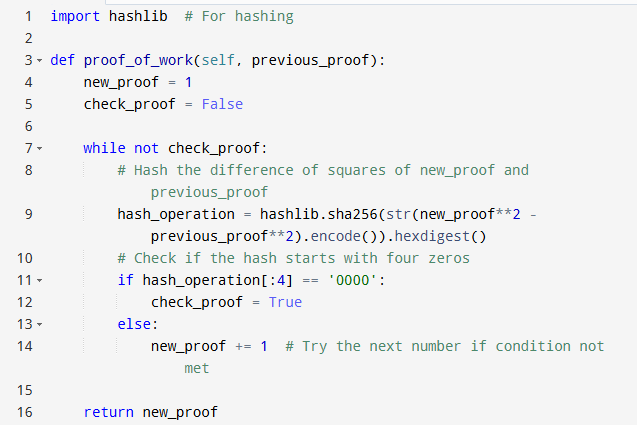 1 import hashlib  # For hashing
2
3 def proof_of_work(self, previous_proof):
4     new_proof = 1
5     check_proof = False
6
7     while not check_proof:
8         # Hash the difference of squares of new_proof and
            previous_proof
9         hash_operation = hashlib.sha256(str(new_proof**2 -
            previous_proof**2).encode()).hexdigest()
10         # Check if the hash starts with four zeros
11         if hash_operation[:4] == '0000':
12             check_proof = True
13         else:
14             new_proof += 1  # Try the next number if condition not
                met
15
16     return new_proof